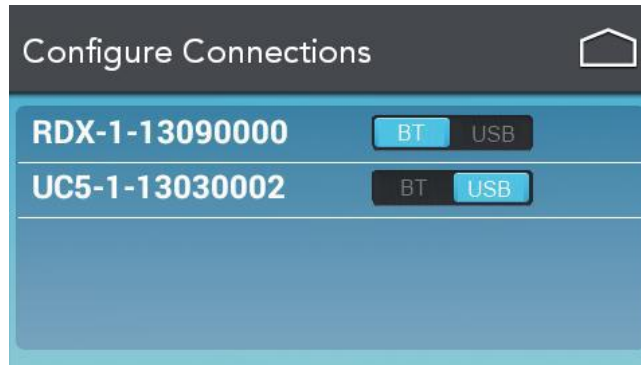 Configure Connections
RDX-1-13090000 BT USB
UC5-1-13030002 BT USB